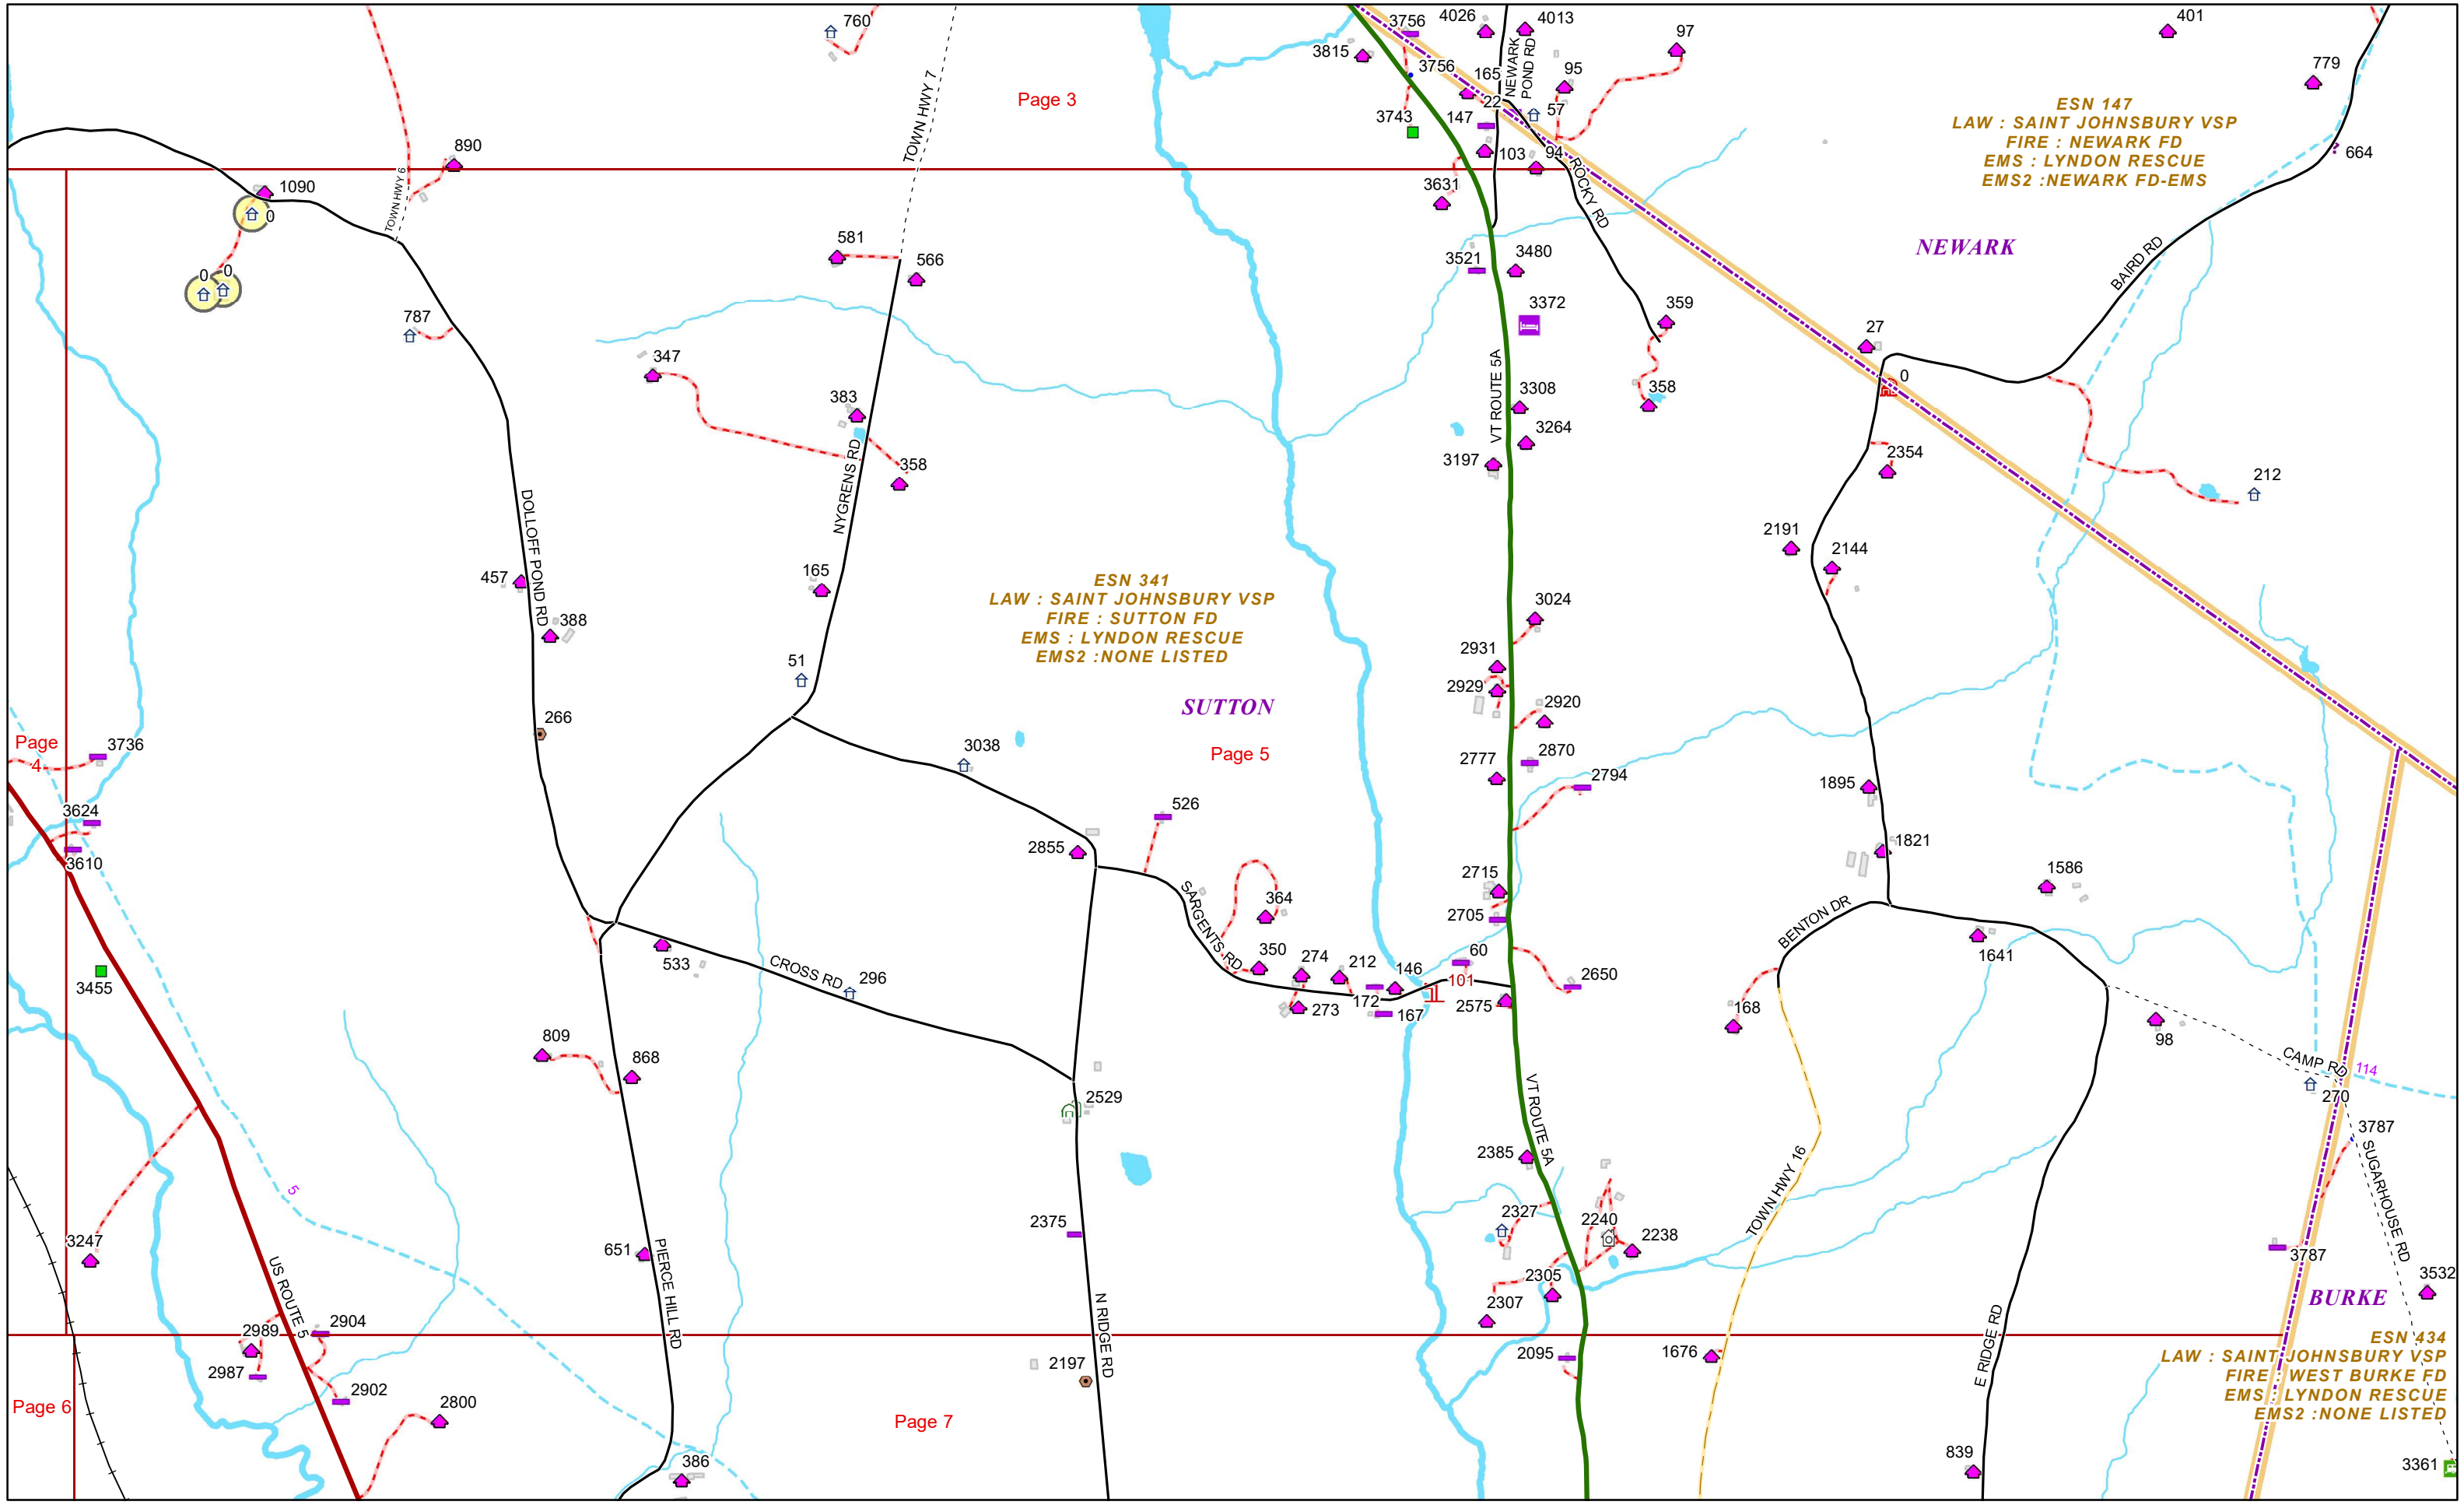 760
3756
4026
4013
97
401
3815
NEWARK
POND RD
3756
165
95
779
Page 3
TOWN HWY 7
22
57
3743
147
ESN 147
LAW : SAINT JOHNSBURY VSP
FIRE : NEWARK FD
EMS : LYNDON RESCUE
EMS2 :NEWARK FD-EMS
890
103
94
664
1090
TOWN HWY 6
3631
ROCKY RD
0
581
NEWARK
566
3521
3480
BAIRD RD
0
0
787
3372
359
27
347
VT ROUTE 5A
0
383
3308
358
3264
NYGRENS RD
358
3197
2354
212
DOLLOFF POND RD
2191
2144
457
165
ESN 341
LAW : SAINT JOHNSBURY VSP
FIRE : SUTTON FD
EMS : LYNDON RESCUE
EMS2 :NONE LISTED
388
3024
51
2931
2929
SUTTON
2920
266
Page
4
3736
3038
Page 5
2777
2870
2794
1895
3624
526
2855
1821
3610
2715
1586
SARGENTS RD
364
2705
BENTON DR
533
CROSS RD
296
350
274
212
146
60
101
2650
1641
3455
273
172
167
2575
168
98
809
868
CAMP RD
114
2529
270
VT ROUTE 5A
3787
2385
SUGARHOUSE RD
5
TOWN HWY 16
2375
2327
2240
2238
3247
651
PIERCE HILL RD
3787
US ROUTE 5
2305
3532
2307
N RIDGE RD
BURKE
2989
2904
E RIDGE RD
ESN 434
LAW : SAINT JOHNSBURY VSP
FIRE : WEST BURKE FD
EMS : LYNDON RESCUE
EMS2 :NONE LISTED
2987
2095
1676
2197
2902
Page 6
2800
Page 7
386
839
3361